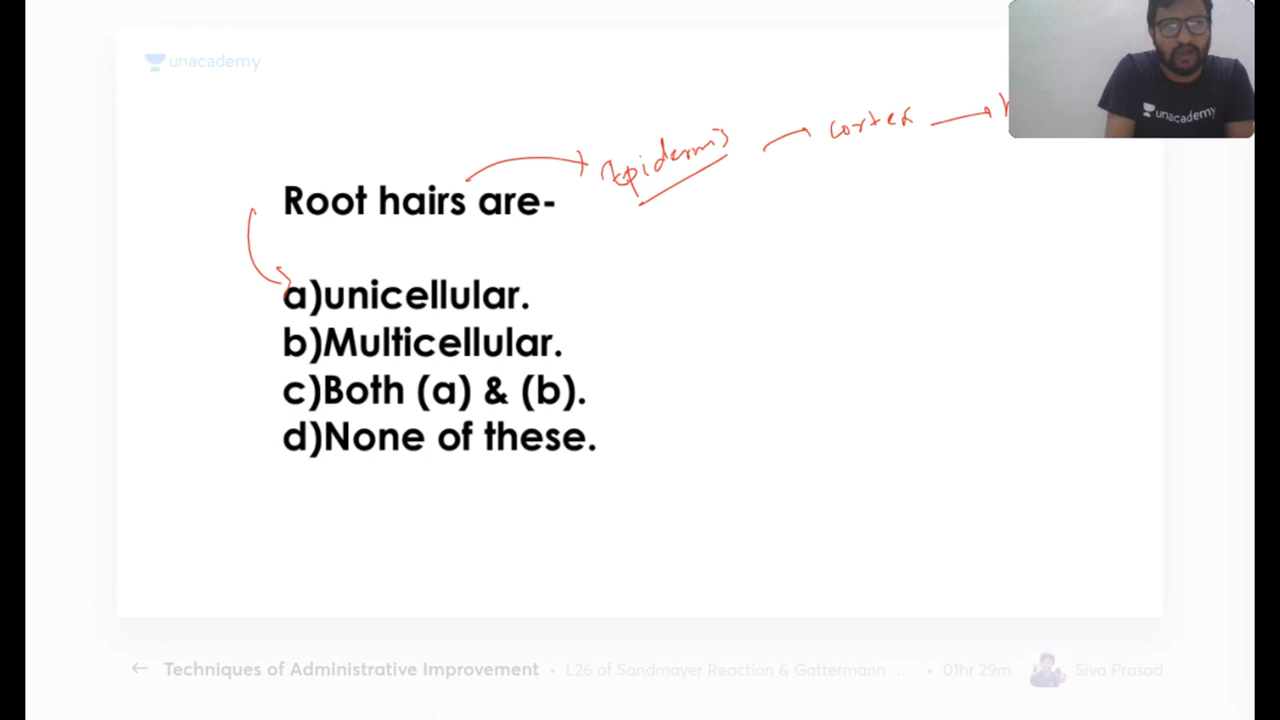 unacademy
unacademy
Epidermis → cortex →
Root hairs are-
a)unicellular.
b)Multicellular.
c)Both (a) & (b).
d)None of these.
← Techniques of Administrative Improvement • L26 of Sandmayer Reaction & Gattermann ... • 01hr 29m Siva Prasad